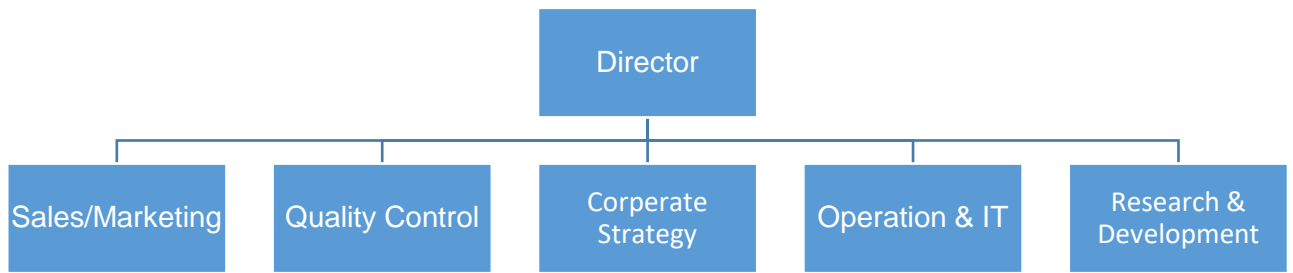 Director
Sales/Marketing
Quality Control
Corperate
Strategy
Operation & IT
Research &
Development